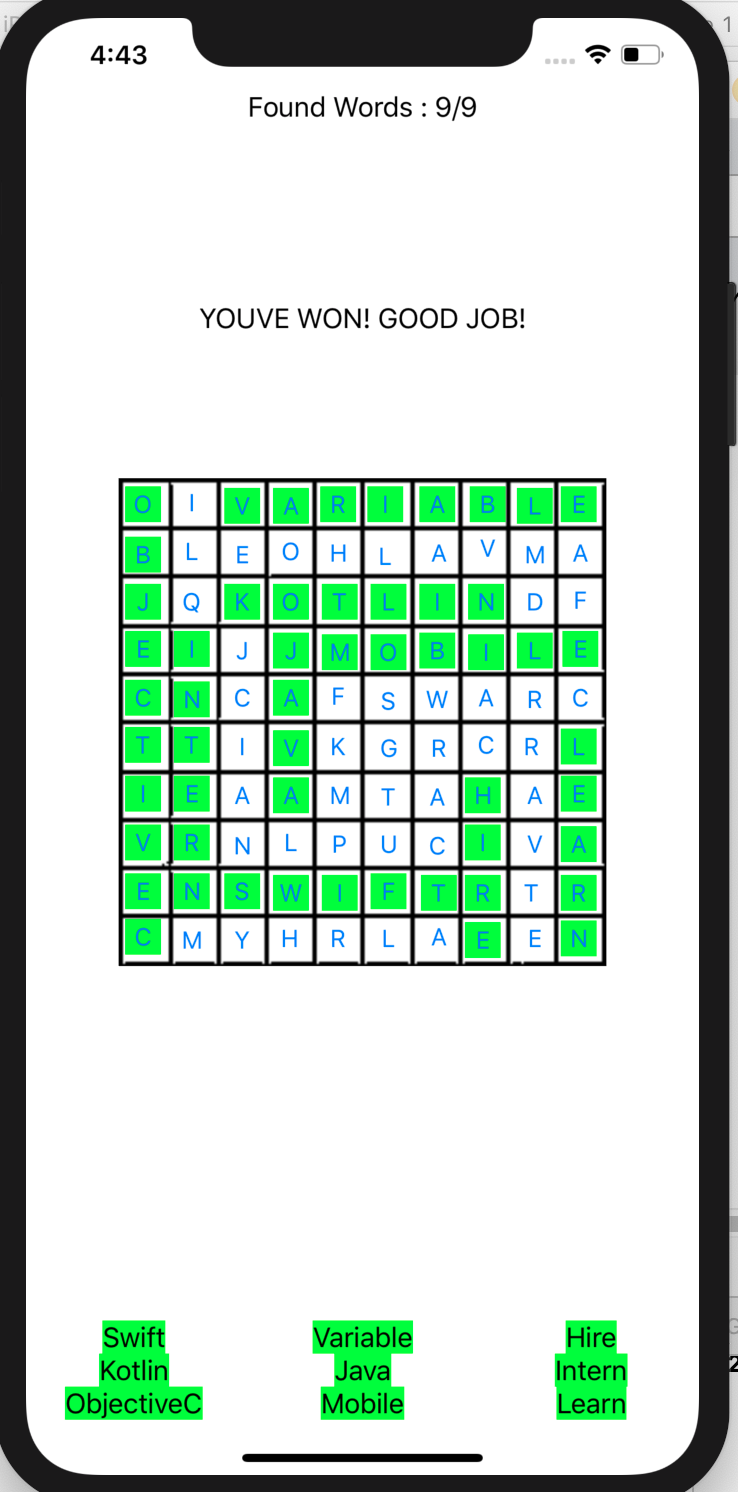 4:43
Found Words : 9/9
YOUVE WON! GOOD JOB!
O I V A R I A B L E
B L E O H L A V M A
J Q K O T L I N D F
E I J J M O B I L E
C N C A F S W A R C
T T I V K G R C R L
I E A A M T A H A E
V R N L P U C I V A
E N S W I F T R T R
C M Y H R L A E E N
Swift Variable Hire
Kotlin Java Intern
ObjectiveC Mobile Learn